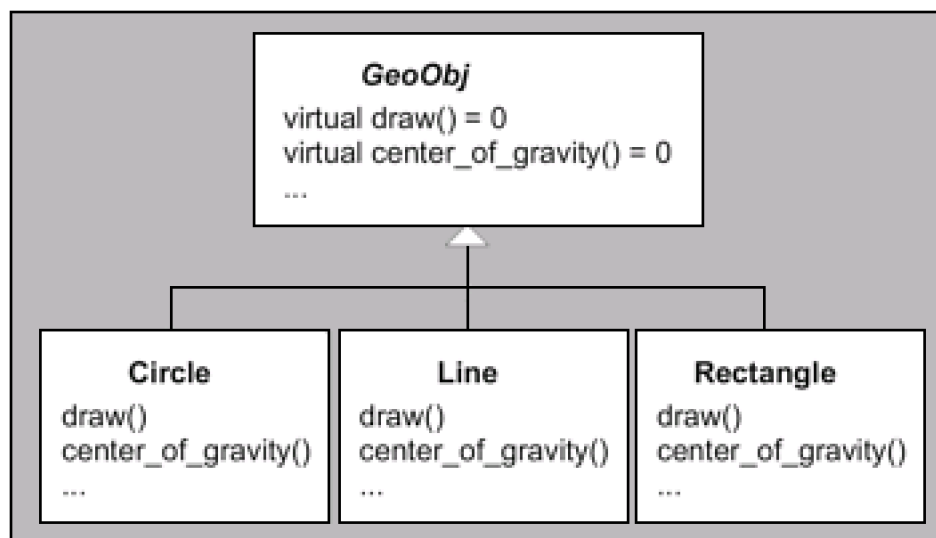 GeoObj
virtual draw() = 0
virtual center_of_gravity() = 0
...
Circle
draw()
center_of_gravity()
...
Line
draw()
center_of_gravity()
...
Rectangle
draw()
center_of_gravity()
...